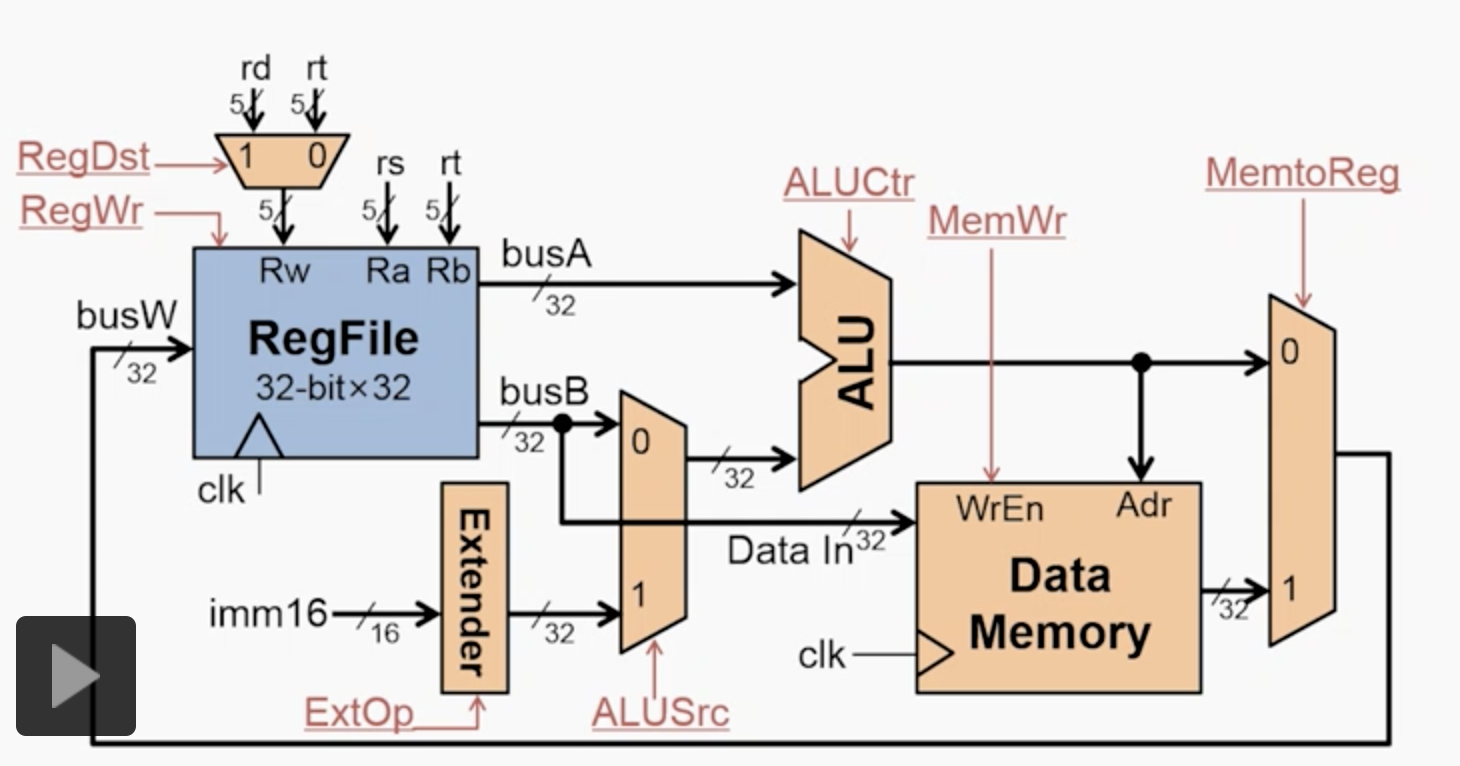 rd rt
5 5
RegDst
1 0
rs rt
RegWr
5 5 5
Rw Ra Rb
busW
32
RegFile
32-bit×32
clk
busA
32
busB
32
0
1
32
imm16
16
Extender
32
ExtOp
ALUSrc
ALUCtr
ALU
MemWr
Data In
32
WrEn Adr
Data
Memory
clk
32
MemtoReg
0
1